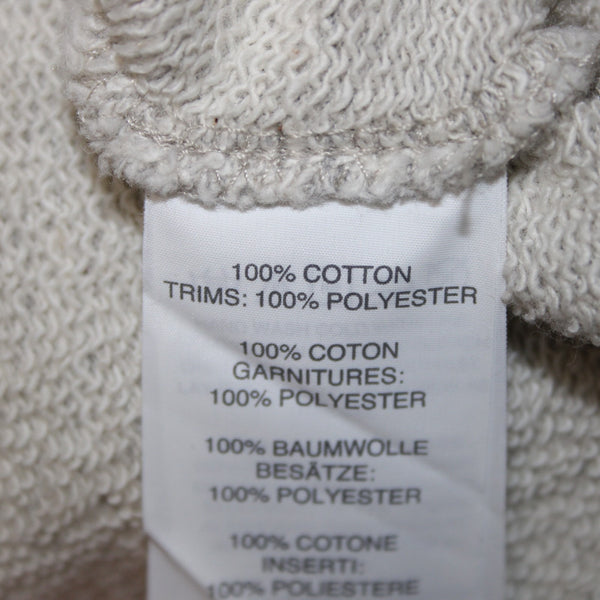 100% COTTON
TRIMS: 100% POLYESTER
100% COTON
GARNITURES:
100% POLYESTER
100% BAUMWOLLE
BESÄTZE:
100% POLYESTER
100% COTONE
INSERTI:
100% POLIESTERE